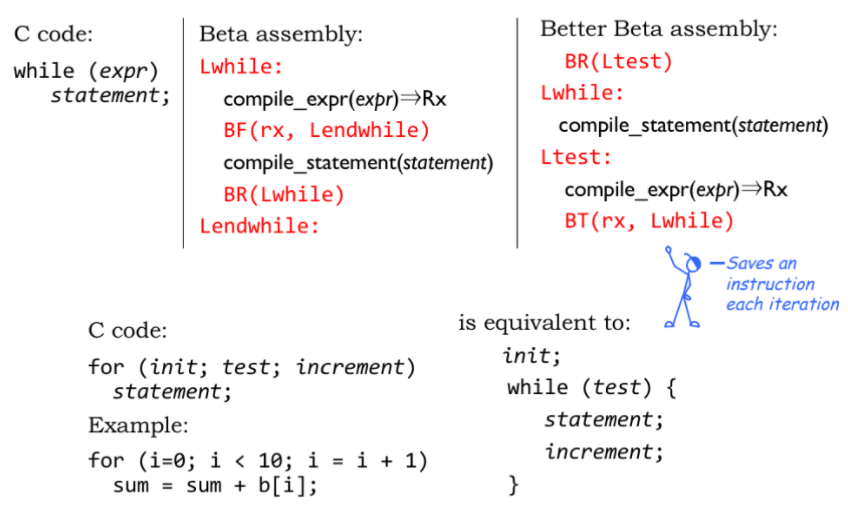 C code:
while (expr)
statement;
Beta assembly:
Lwhile:
compile_expr(expr)⇒Rx
BF(rx, Lendwhile)
compile_statement(statement)
BR(Lwhile)
Lendwhile:
Better Beta assembly:
BR(Ltest)
Lwhile:
compile_statement(statement)
Ltest:
compile_expr(expr)⇒Rx
BT(rx, Lwhile)
–Saves an
instruction
each iteration
C code:
for (init; test; increment)
statement;
Example:
for (i=0; i < 10; i = i + 1)
sum = sum + b[i];
is equivalent to:
init;
while (test) {
statement;
increment;
}